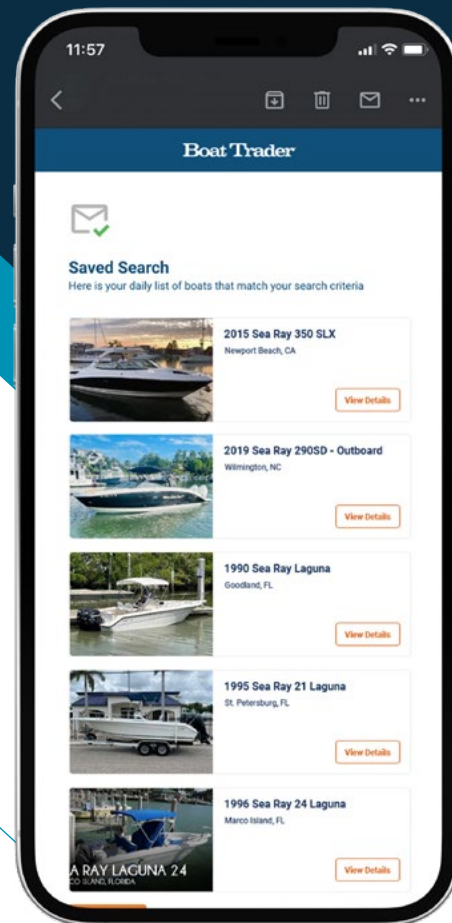 11:57
Boat Trader
Saved Search
Here is your daily list of boats that match your search criteria
2015 Sea Ray 350 SLX
Newport Beach, CA
View Details
2019 Sea Ray 290SD - Outboard
Wilmington, NC
View Details
1990 Sea Ray Laguna
Goodland, FL
View Details
1995 Sea Ray 21 Laguna
St. Petersburg, FL
View Details
1996 Sea Ray 24 Laguna
Marco Island, FL
A RAY LAGUNA 24
CO ISLAND, FLORIDA
View Details